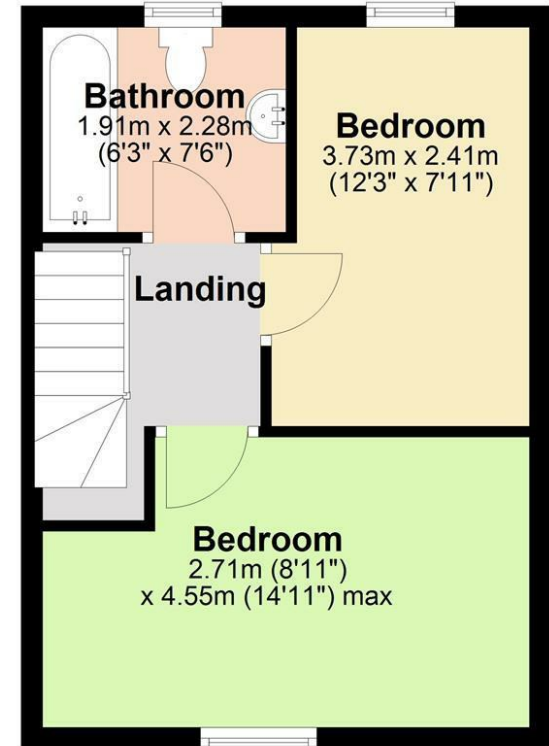 Bathroom
1.91m x 2.28m
(6'3" x 7'6")
Bedroom
3.73m x 2.41m
(12'3" x 7'11")
Landing
Bedroom
2.71m (8'11")
x 4.55m (14'11") max